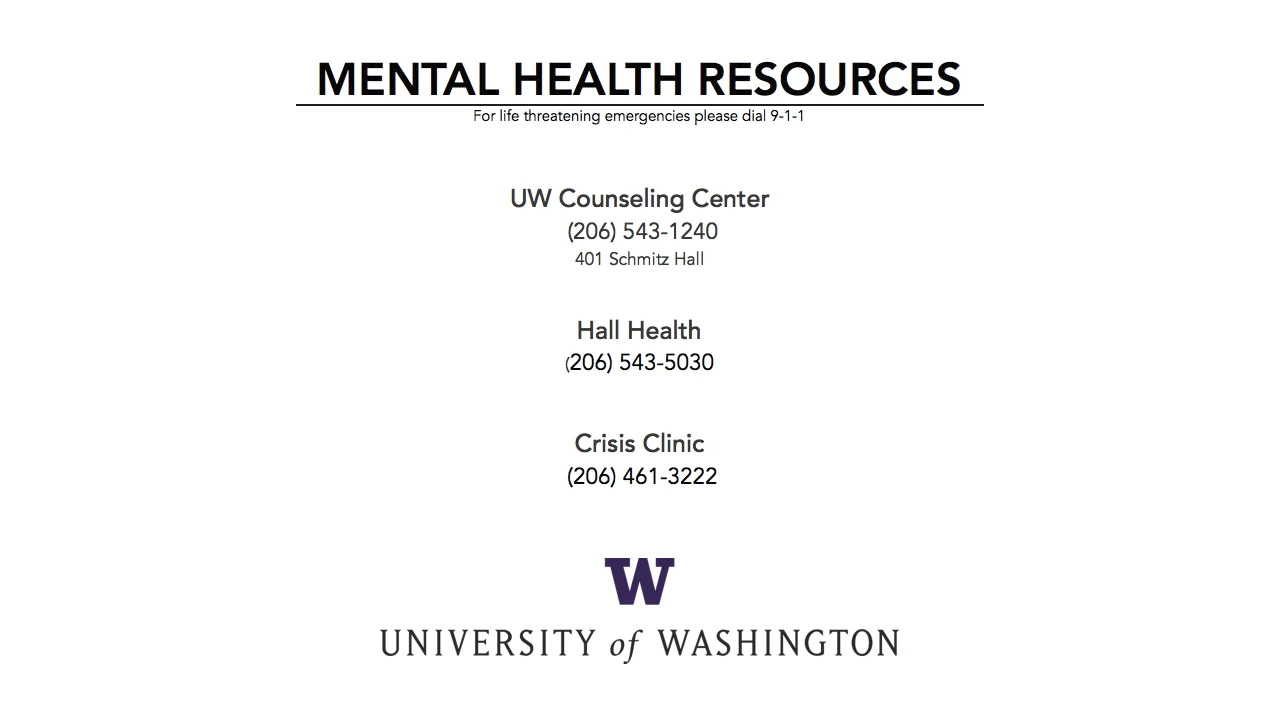 MENTAL HEALTH RESOURCES
For life threatening emergencies please dial 9-1-1
UW Counseling Center
(206) 543-1240
401 Schmitz Hall
Hall Health
(206) 543-5030
Crisis Clinic
(206) 461-3222
W
UNIVERSITY of WASHINGTON